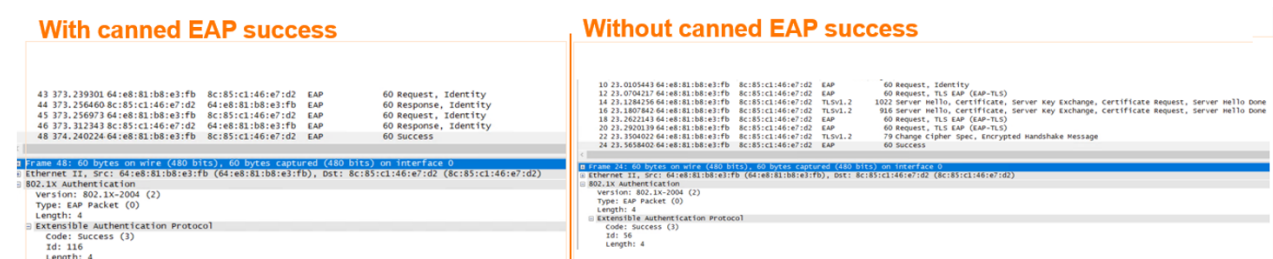 With canned EAP success
43 373.239301 64:e8:81:b8:e3:fb 8c:85:c1:46:e7:d2 EAP 60 Request, Identity
44 373.256460 8c:85:c1:46:e7:d2 64:e8:81:b8:e3:fb EAP 60 Response, Identity
45 373.256973 64:e8:81:b8:e3:fb 8c:85:c1:46:e7:d2 EAP 60 Request, Identity
46 373.312343 8c:85:c1:46:e7:d2 64:e8:81:b8:e3:fb EAP 60 Response, Identity
48 374.240224 64:e8:81:b8:e3:fb 8c:85:c1:46:e7:d2 EAP 60 Success
Frame 48: 60 bytes on wire (480 bits), 60 bytes captured (480 bits) on interface 0
Ethernet II, Src: 64:e8:81:b8:e3:fb (64:e8:81:b8:e3:fb), Dst: 8c:85:c1:46:e7:d2 (8c:85:c1:46:e7:d2)
802.1X Authentication
Version: 802.1X-2004 (2)
Type: EAP Packet (0)
Length: 4
Extensible Authentication Protocol
Code: Success (3)
Id: 116
Length: 4
Without canned EAP success
10 23.0105443 64:e8:81:b8:e3:fb 8c:85:c1:46:e7:d2 EAP 60 Request, Identity
12 23.0704217 64:e8:81:b8:e3:fb 8c:85:c1:46:e7:d2 EAP 60 Request, TLS EAP (EAP-TLS)
14 23.1284256 64:e8:81:b8:e3:fb 8c:85:c1:46:e7:d2 TLSv1.2 1022 Server Hello, Certificate, Server Key Exchange, Certificate Request, Server Hello Done
16 23.1807842 64:e8:81:b8:e3:fb 8c:85:c1:46:e7:d2 TLSv1.2 916 Server Hello, Certificate, Server Key Exchange, Certificate Request, Server Hello Done
18 23.2622143 64:e8:81:b8:e3:fb 8c:85:c1:46:e7:d2 EAP 60 Request, TLS EAP (EAP-TLS)
20 23.2920139 64:e8:81:b8:e3:fb 8c:85:c1:46:e7:d2 EAP 60 Request, TLS EAP (EAP-TLS)
22 23.3504022 64:e8:81:b8:e3:fb 8c:85:c1:46:e7:d2 TLSv1.2 79 Change Cipher Spec, Encrypted Handshake Message
24 23.5658402 64:e8:81:b8:e3:fb 8c:85:c1:46:e7:d2 EAP 60 Success
Frame 24: 60 bytes on wire (480 bits), 60 bytes captured (480 bits) on interface 0
Ethernet II, Src: 64:e8:81:b8:e3:fb (64:e8:81:b8:e3:fb), Dst: 8c:85:c1:46:e7:d2 (8c:85:c1:46:e7:d2)
802.1X Authentication
Version: 802.1X-2004 (2)
Type: EAP Packet (0)
Length: 4
Extensible Authentication Protocol
Code: Success (3)
Id: 56
Length: 4